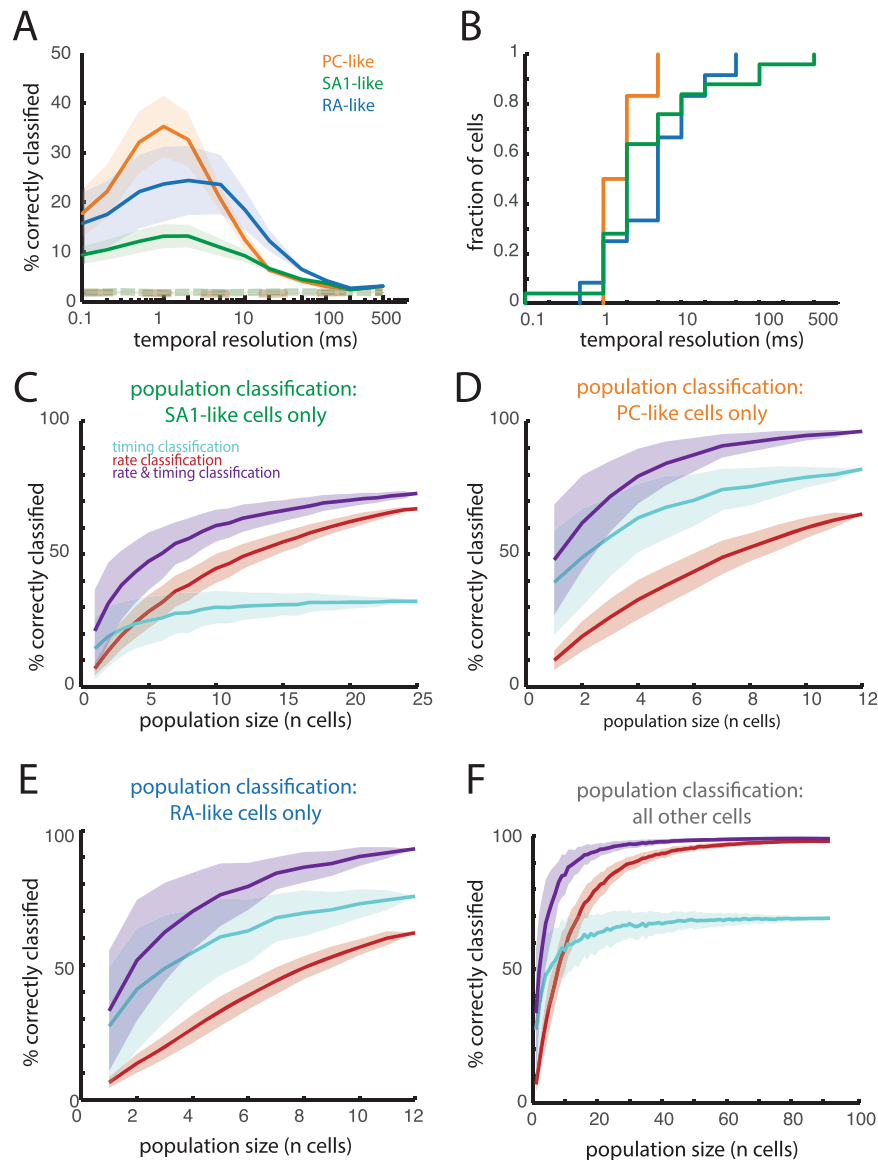 A
50
40
30
20
10
0
% correctly classified
PC-like
SA1-like
RA-like
0.1
1
10
100
500
temporal resolution (ms)
B
1
0.8
0.6
0.4
0.2
0
fraction of cells
0.1
1
10
100
500
temporal resolution (ms)
C
population classification:
SA1-like cells only
100
50
0
% correctly classified
timing classification
rate classification
rate & timing classification
0
5
10
15
20
25
population size (n cells)
D
population classification:
PC-like cells only
100
50
0
% correctly classified
0
2
4
6
8
10
12
population size (n cells)
E
population classification:
RA-like cells only
100
50
0
% correctly classified
0
2
4
6
8
10
12
population size (n cells)
F
population classification:
all other cells
100
50
0
% correctly classified
0
20
40
60
80
100
population size (n cells)